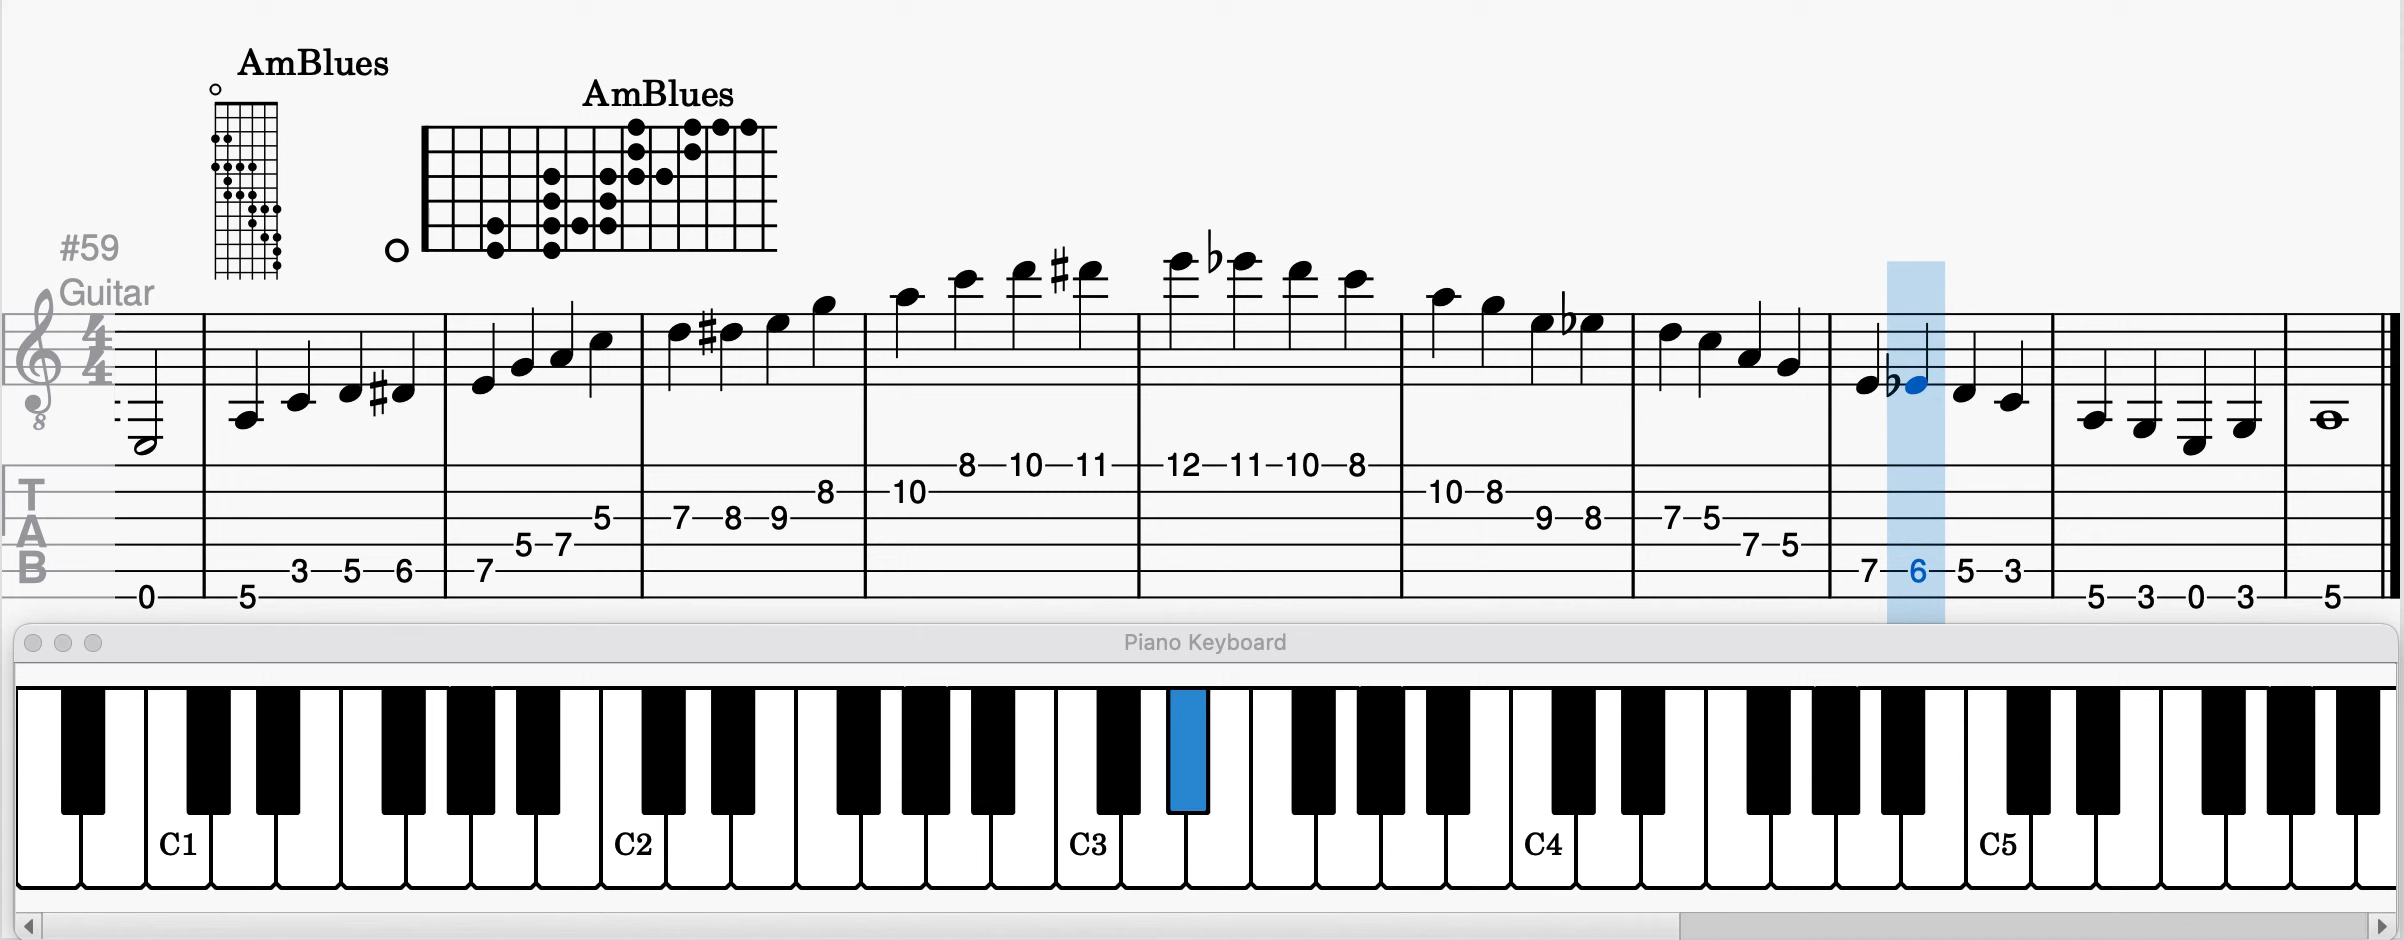 AmBlues
AmBlues
#59
Guitar
4
4
8
8 10 11 12 11 10 8
T 8 10 10 8
A 5 7 8 9 9 8 7 5
5 7 7 5
B 3 5 6 7 7 6 5 3
0 5 5 3 0 3 5
Piano Keyboard
C1 C2 C3 C4 C5